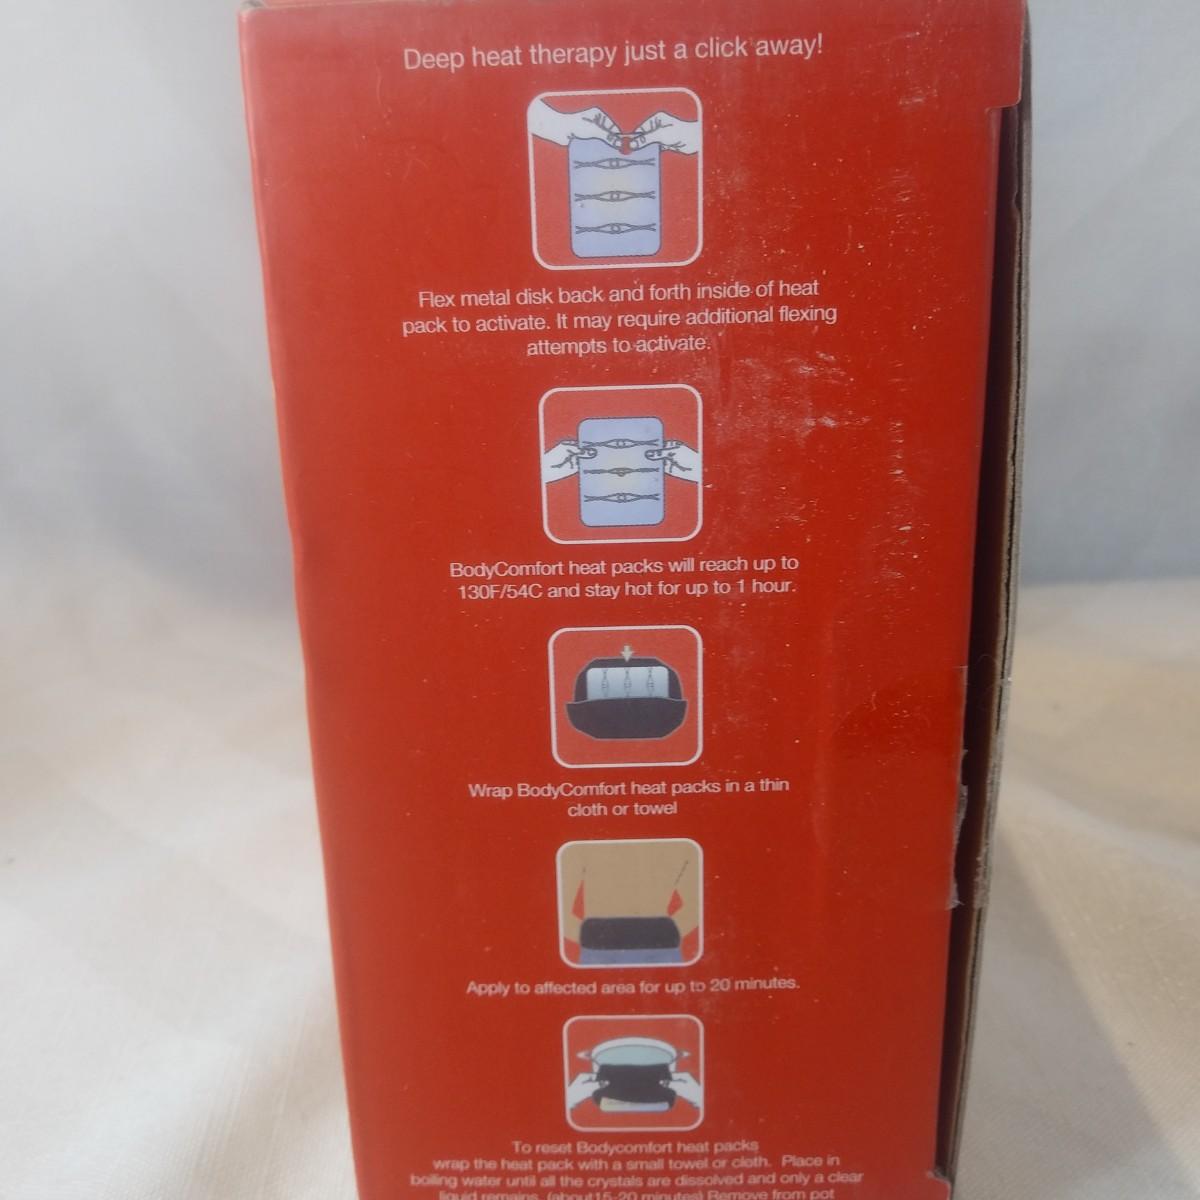 Deep heat therapy just a click away!
Flex metal disk back and forth inside of heat
pack to activate. It may require additional flexing
attempts to activate.
BodyComfort heat packs will reach up to
130F/54C and stay hot for up to 1 hour.
Wrap BodyComfort heat packs in a thin
cloth or towel
Apply to affected area for up to 20 minutes.
To reset Bodycomfort heat packs
wrap the heat pack with a small towel or cloth. Place in
boiling water until all the crystals are dissolved and only a clear
liquid remains. (about 15-20 minutes) Remove from pot